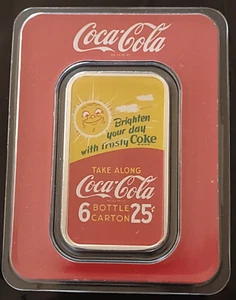 Coca-Cola
Brighten
your day
with frosty Coke
TAKE ALONG
Coca-Cola
6 BOTTLE 25¢
CARTON